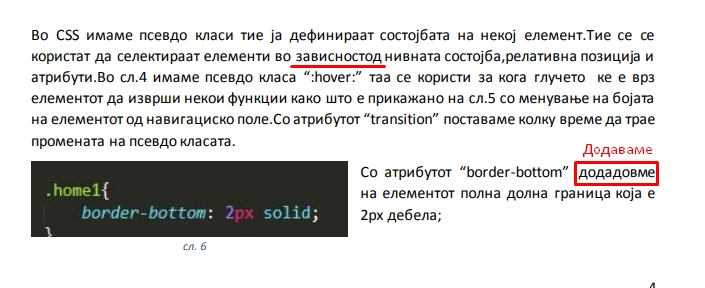 Во CSS имаме псевдо класи тие ја дефинираат состојбата на некој елемент.Тие се се
користат да селектираат елементи во зависностод нивната состојба,релативна позиција и
атрибути.Во сл.4 имаме псевдо класа “:hover:” таа се користи за кога глучето ке е врз
елементот да изврши некои функции како што е прикажано на сл.5 со менување на бојата
на елементот од навигациско поле.Со атрибутот “transition” поставаме колку време да трае
промената на псевдо класата.
Додаваме
Со атрибутот “border-bottom” додадовме
на елементот полна долна граница која е
2px дебела;
.home1{
border-bottom: 2px solid;
}
сл. 6